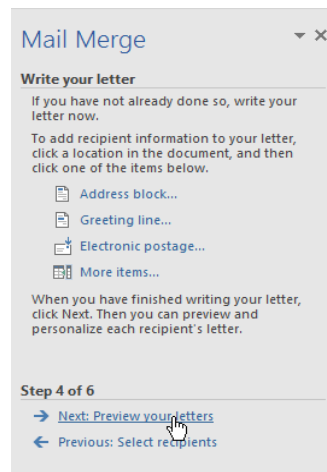 Mail Merge
Write your letter
If you have not already done so, write your
letter now.
To add recipient information to your letter,
click a location in the document, and then
click one of the items below.
Address block...
Greeting line...
Electronic postage...
More items...
When you have finished writing your letter,
click Next. Then you can preview and
personalize each recipient's letter.
Step 4 of 6
Next: Preview your letters
Previous: Select recipients